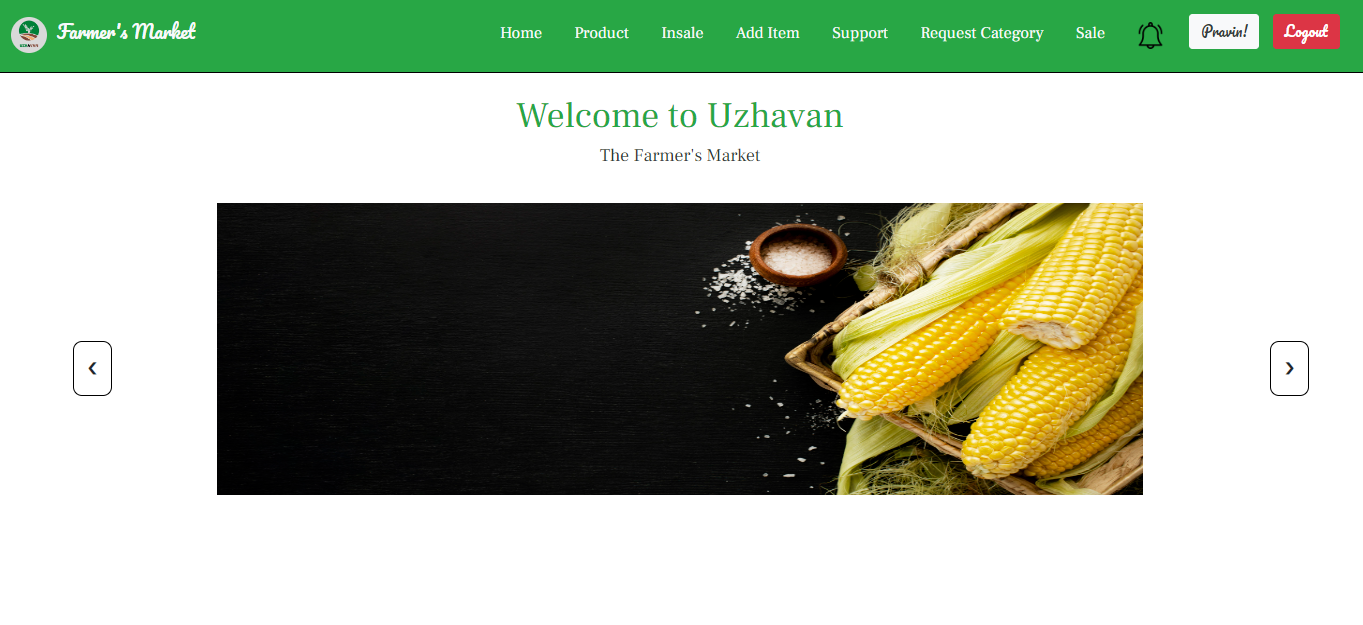 UZHAVAN
Farmer's Market
Home
Product
Insale
Add Item
Support
Request Category
Sale
Pravin!
Logout
Welcome to Uzhavan
The Farmer's Market